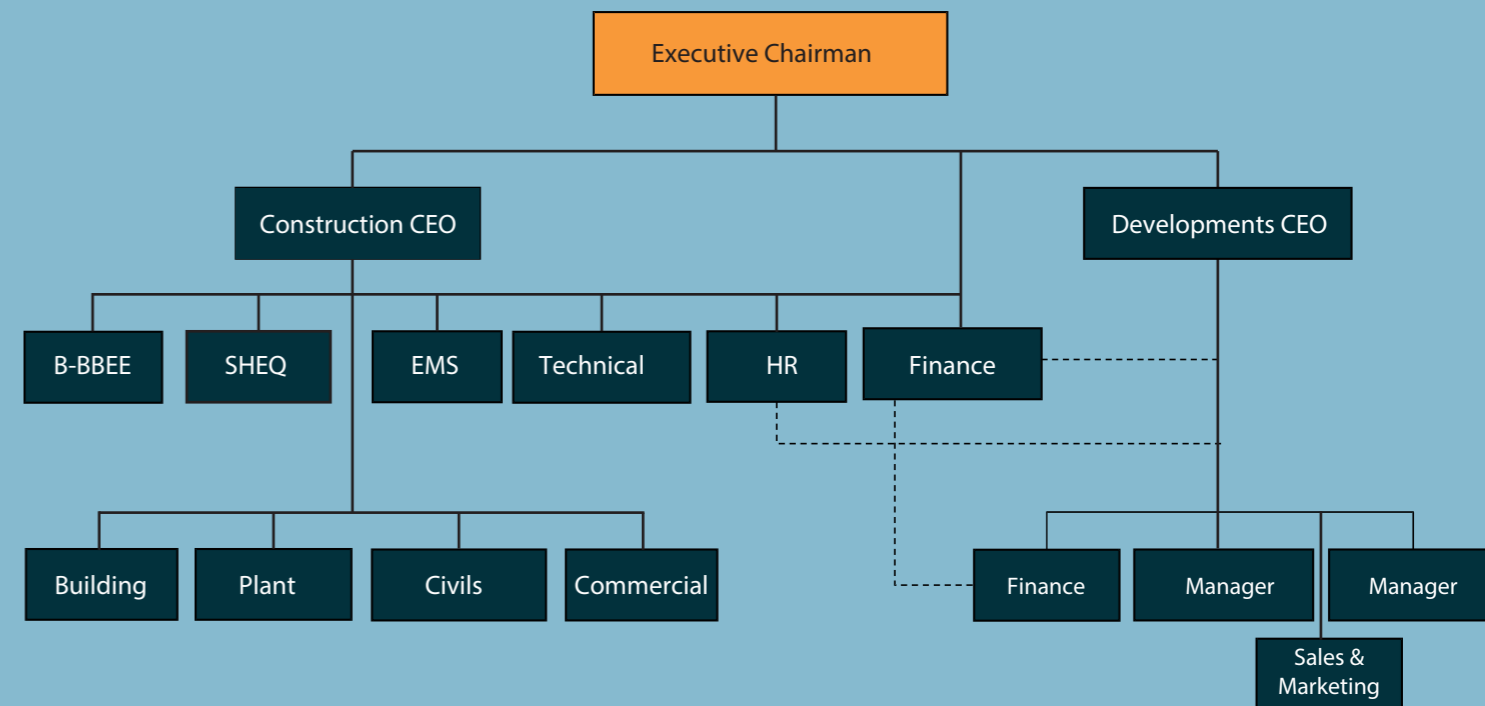 Executive Chairman
Construction CEO
Developments CEO
B-BBEE
SHEQ
EMS
Technical
HR
Finance
Building
Plant
Civils
Commercial
Finance
Manager
Manager
Sales &
Marketing